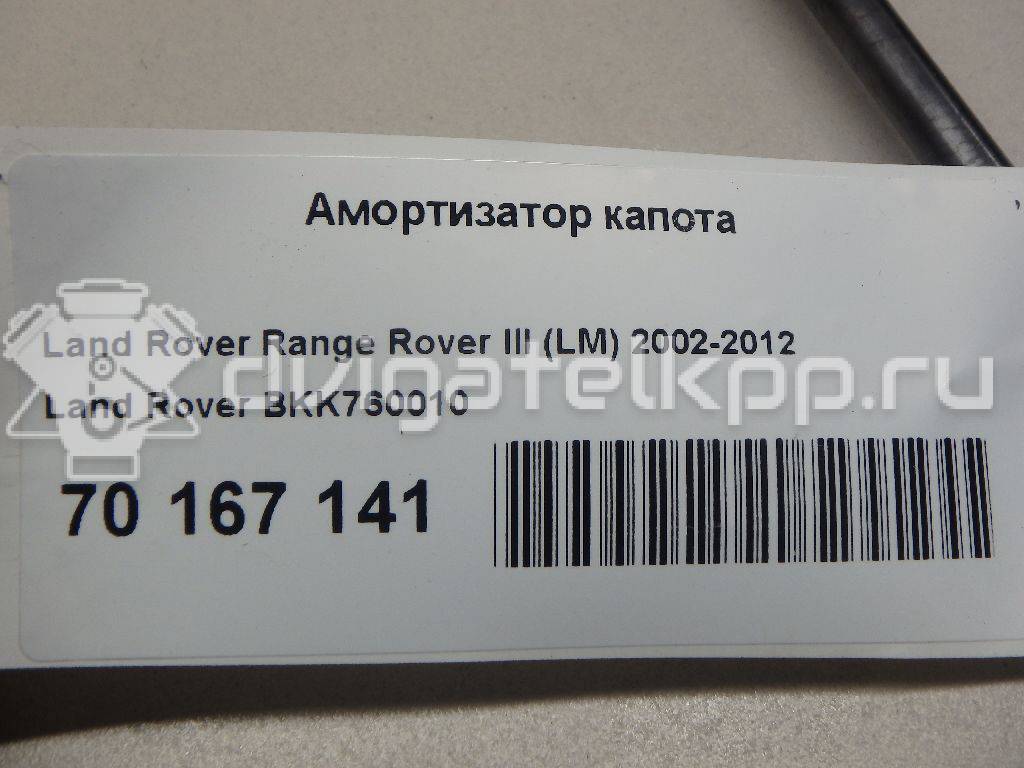 Амортизатор капота
Land Rover Range Rover III (LM) 2002-2012
dvigatelkpp.ru
Land Rover BKK760010
70 167 141